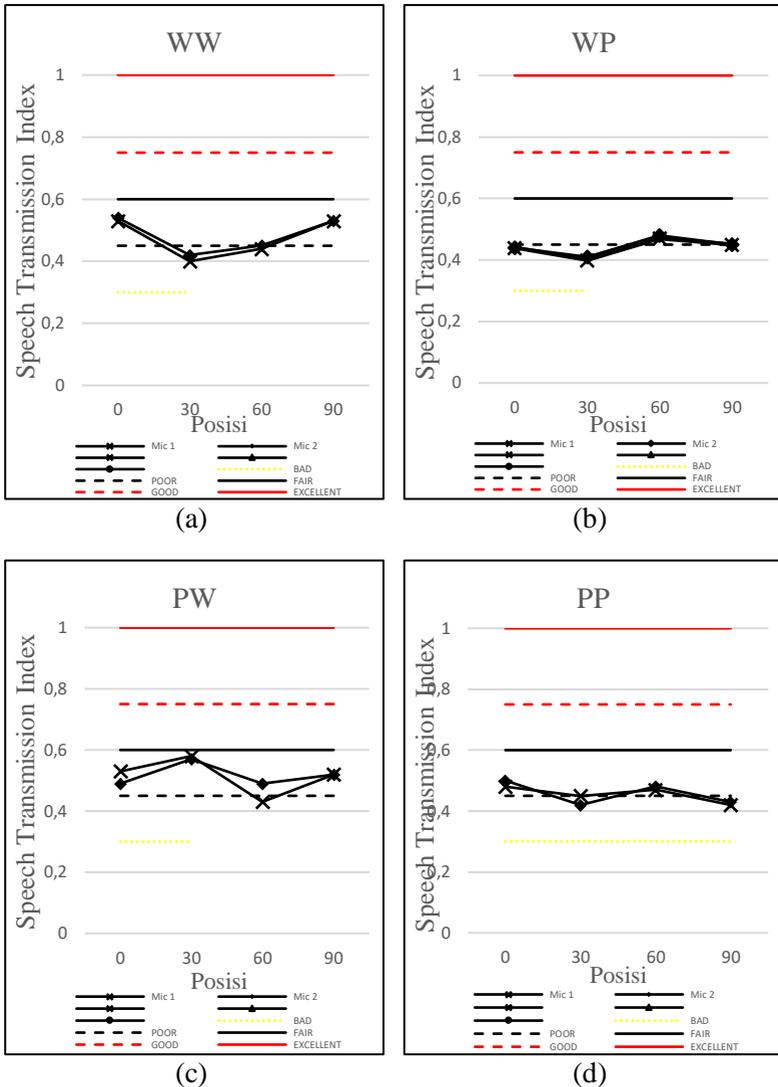 WW
Speech Transmission Index
1
0,8
0,6
0,4
0,2
0
0 30 60 90
Posisi
Mic 1 Mic 2
BAD
POOR FAIR
GOOD EXCELLENT
(a)
WP
Speech Transmission Index
1
0,8
0,6
0,4
0,2
0
0 30 60 90
Posisi
Mic 1 Mic 2
BAD
POOR FAIR
GOOD EXCELLENT
(b)
PW
Speech Transmission Index
1
0,8
0,6
0,4
0,2
0
0 30 60 90
Posisi
Mic 1 Mic 2
BAD
POOR FAIR
GOOD EXCELLENT
(c)
PP
Speech Transmission Index
1
0,8
0,6
0,4
0,2
0
0 30 60 90
Posisi
Mic 1 Mic 2
BAD
POOR FAIR
GOOD EXCELLENT
(d)